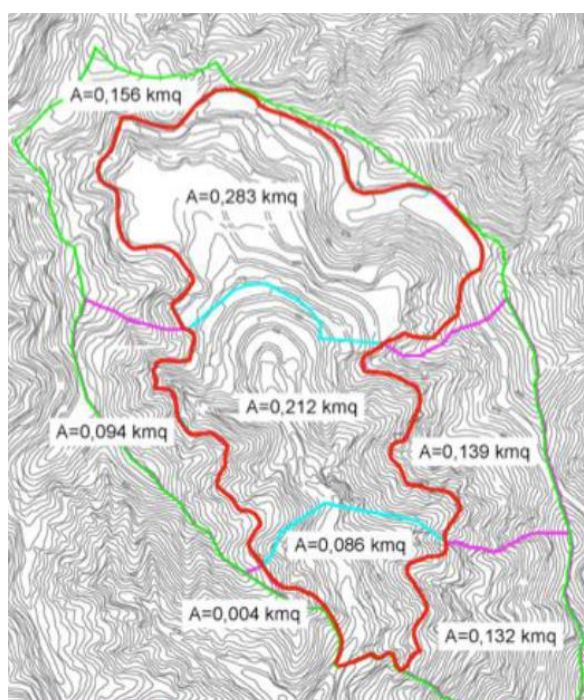 A=0,156 kmq
A=0,283 kmq
A=0,212 kmq
A=0,094 kmq
A=0,139 kmq
A=0,086 kmq
A=0,004 kmq
A=0,132 kmq